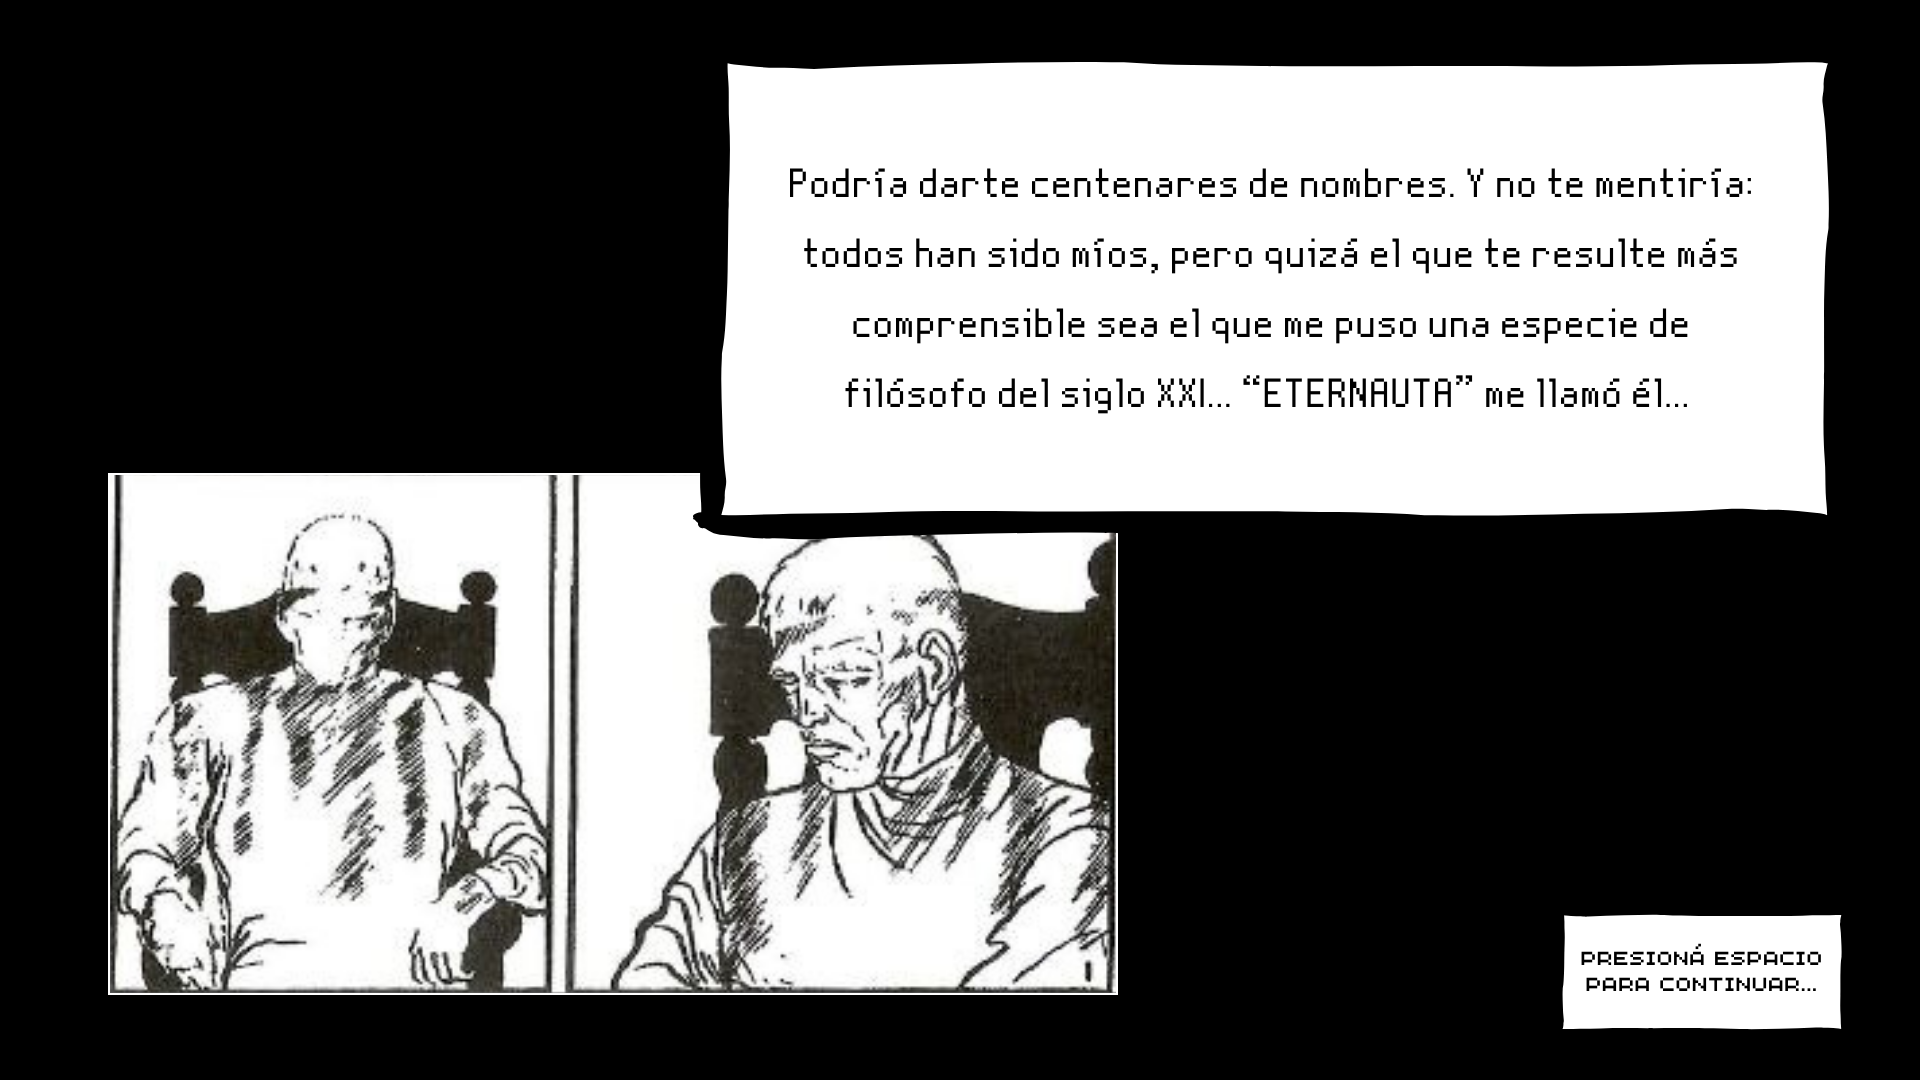 Podría darte centenares de nombres. Y no te mentiría:
todos han sido míos, pero quizá el que te resulte más
comprensible sea el que me puso una especie de
filósofo del siglo XXI... “ETERNAUTA” me llamó él...
PRESIONÁ ESPACIO
PARA CONTINUAR...